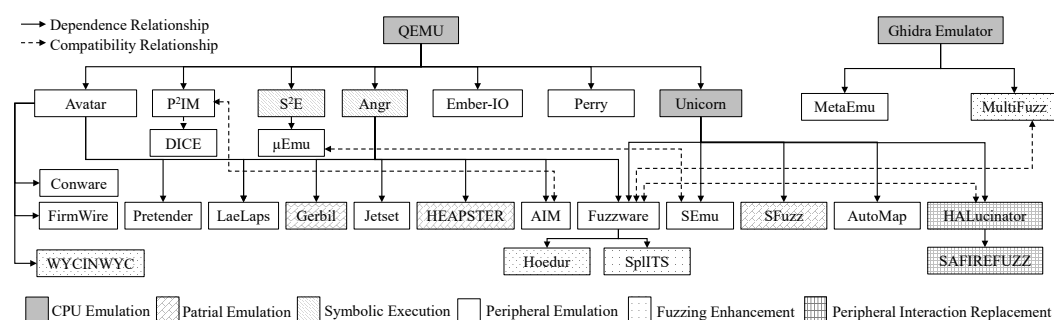 Dependence Relationship
Compatibility Relationship
QEMU
Ghidra Emulator
Avatar
P²IM
S²E
Angr
Ember-IO
Perry
Unicorn
MetaEmu
MultiFuzz
DICE
μEmu
Conware
FirmWire
Pretender
LaeLaps
Gerbil
Jetset
HEAPSTER
AIM
Fuzzware
SEmu
SFuzz
AutoMap
HALucinator
WYCINWYC
Hoedur
SplITS
SAFIREFUZZ
CPU Emulation
Patrial Emulation
Symbolic Execution
Peripheral Emulation
Fuzzing Enhancement
Peripheral Interaction Replacement